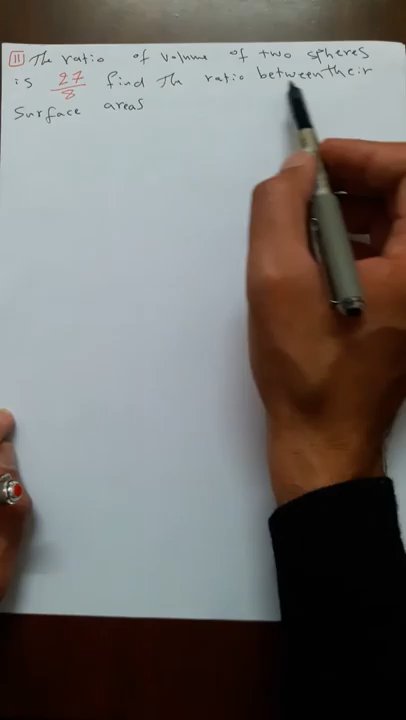 11 The ratio of volume of two spheres
is 27/8 find The ratio between their
surface areas